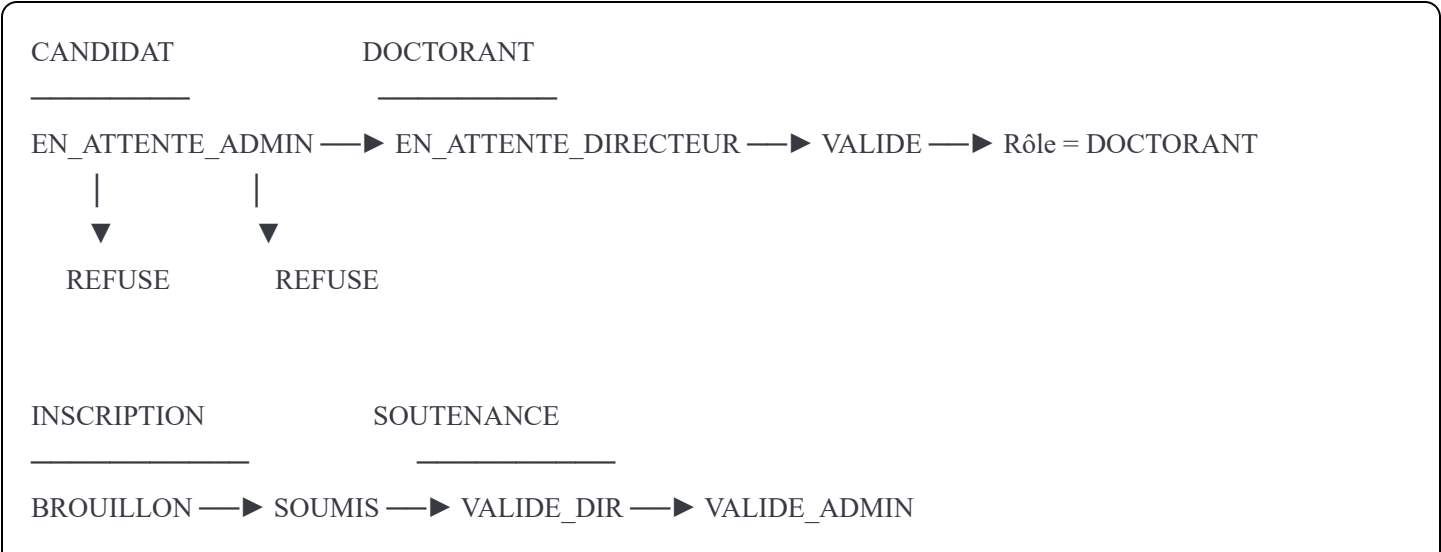 CANDIDAT DOCTORANT
EN_ATTENTE_ADMIN ──► EN_ATTENTE_DIRECTEUR ──► VALIDE ──► Rôle = DOCTORANT
REFUSE REFUSE
INSCRIPTION SOUTENANCE
BROUILLON ──► SOUMIS ──► VALIDE_DIR ──► VALIDE_ADMIN